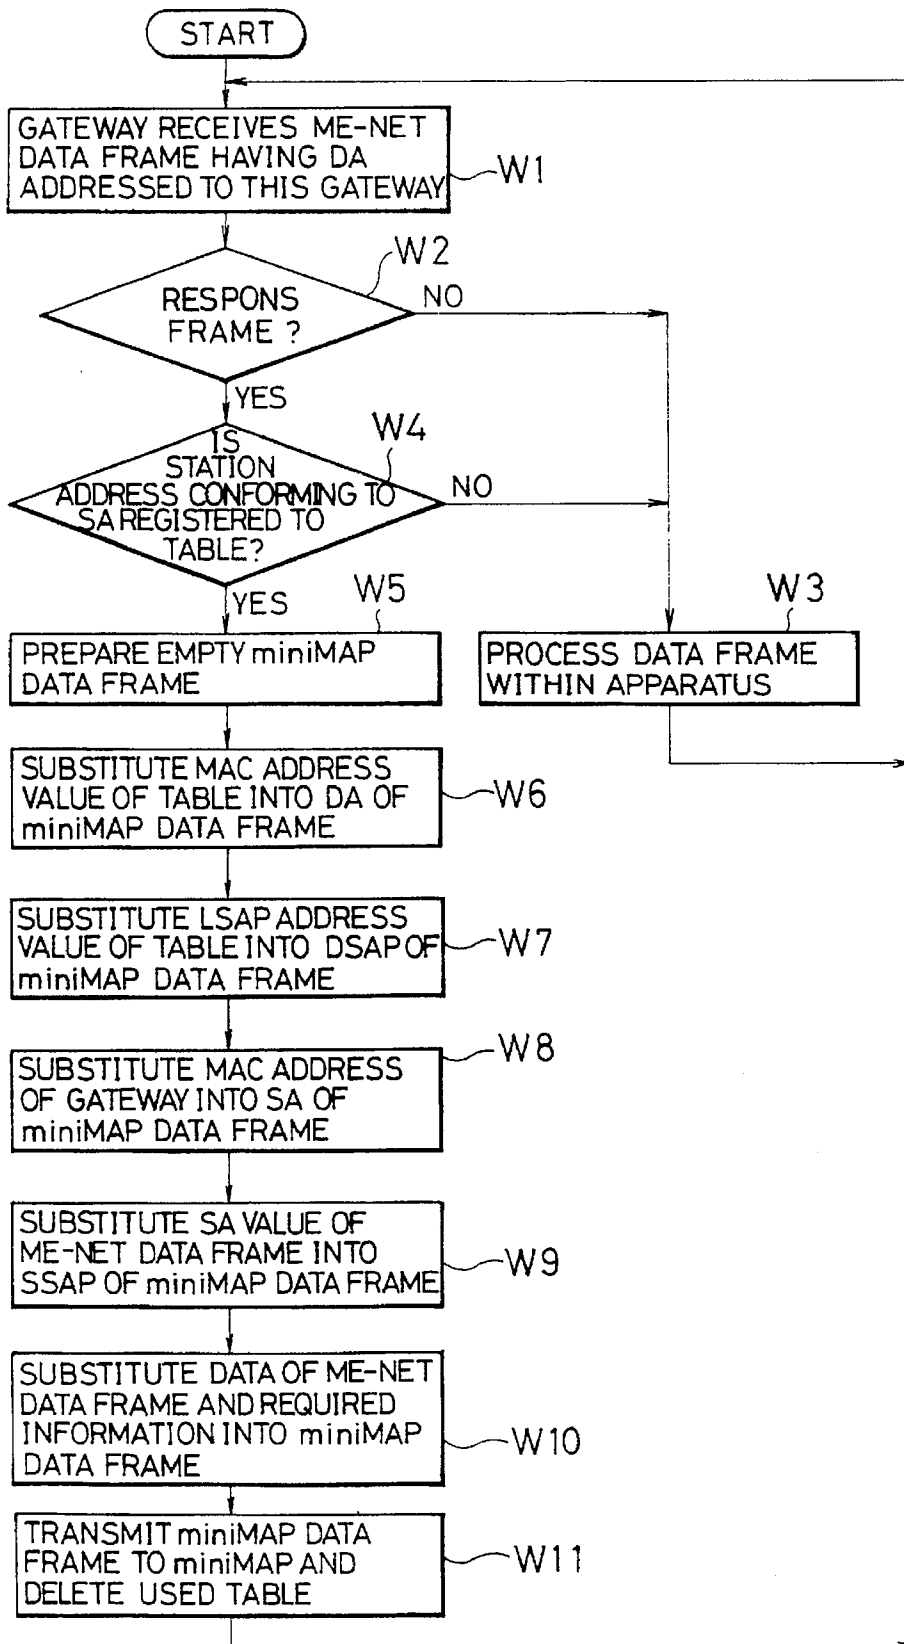 START
GATEWAY RECEIVES ME-NET
DATA FRAME HAVING DA
ADDRESSED TO THIS GATEWAY
W1
W2
RESPONS
FRAME ?
NO
YES
W4
IS
STATION
ADDRESS CONFORMING TO
SA REGISTERED TO
TABLE?
NO
YES
W5
PREPARE EMPTY miniMAP
DATA FRAME
W3
PROCESS DATA FRAME
WITHIN APPARATUS
SUBSTITUTE MAC ADDRESS
VALUE OF TABLE INTO DA OF
miniMAP DATA FRAME
W6
SUBSTITUTE LSAP ADDRESS
VALUE OF TABLE INTO DSAP OF
miniMAP DATA FRAME
W7
SUBSTITUTE MAC ADDRESS
OF GATEWAY INTO SA OF
miniMAP DATA FRAME
W8
SUBSTITUTE SA VALUE OF
ME-NET DATA FRAME INTO
SSAP OF miniMAP DATA FRAME
W9
SUBSTITUTE DATA OF ME-NET
DATA FRAME AND REQUIRED
INFORMATION INTO miniMAP
DATA FRAME
W10
TRANSMIT miniMAP DATA
FRAME TO miniMAP AND
DELETE USED TABLE
W11